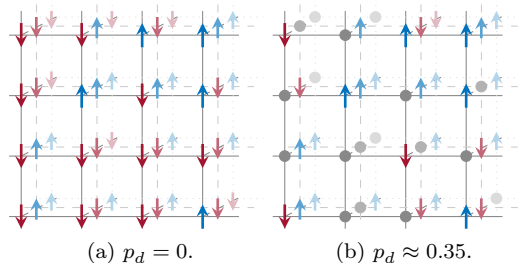 (a) p_d = 0.
(b) p_d ≈ 0.35.